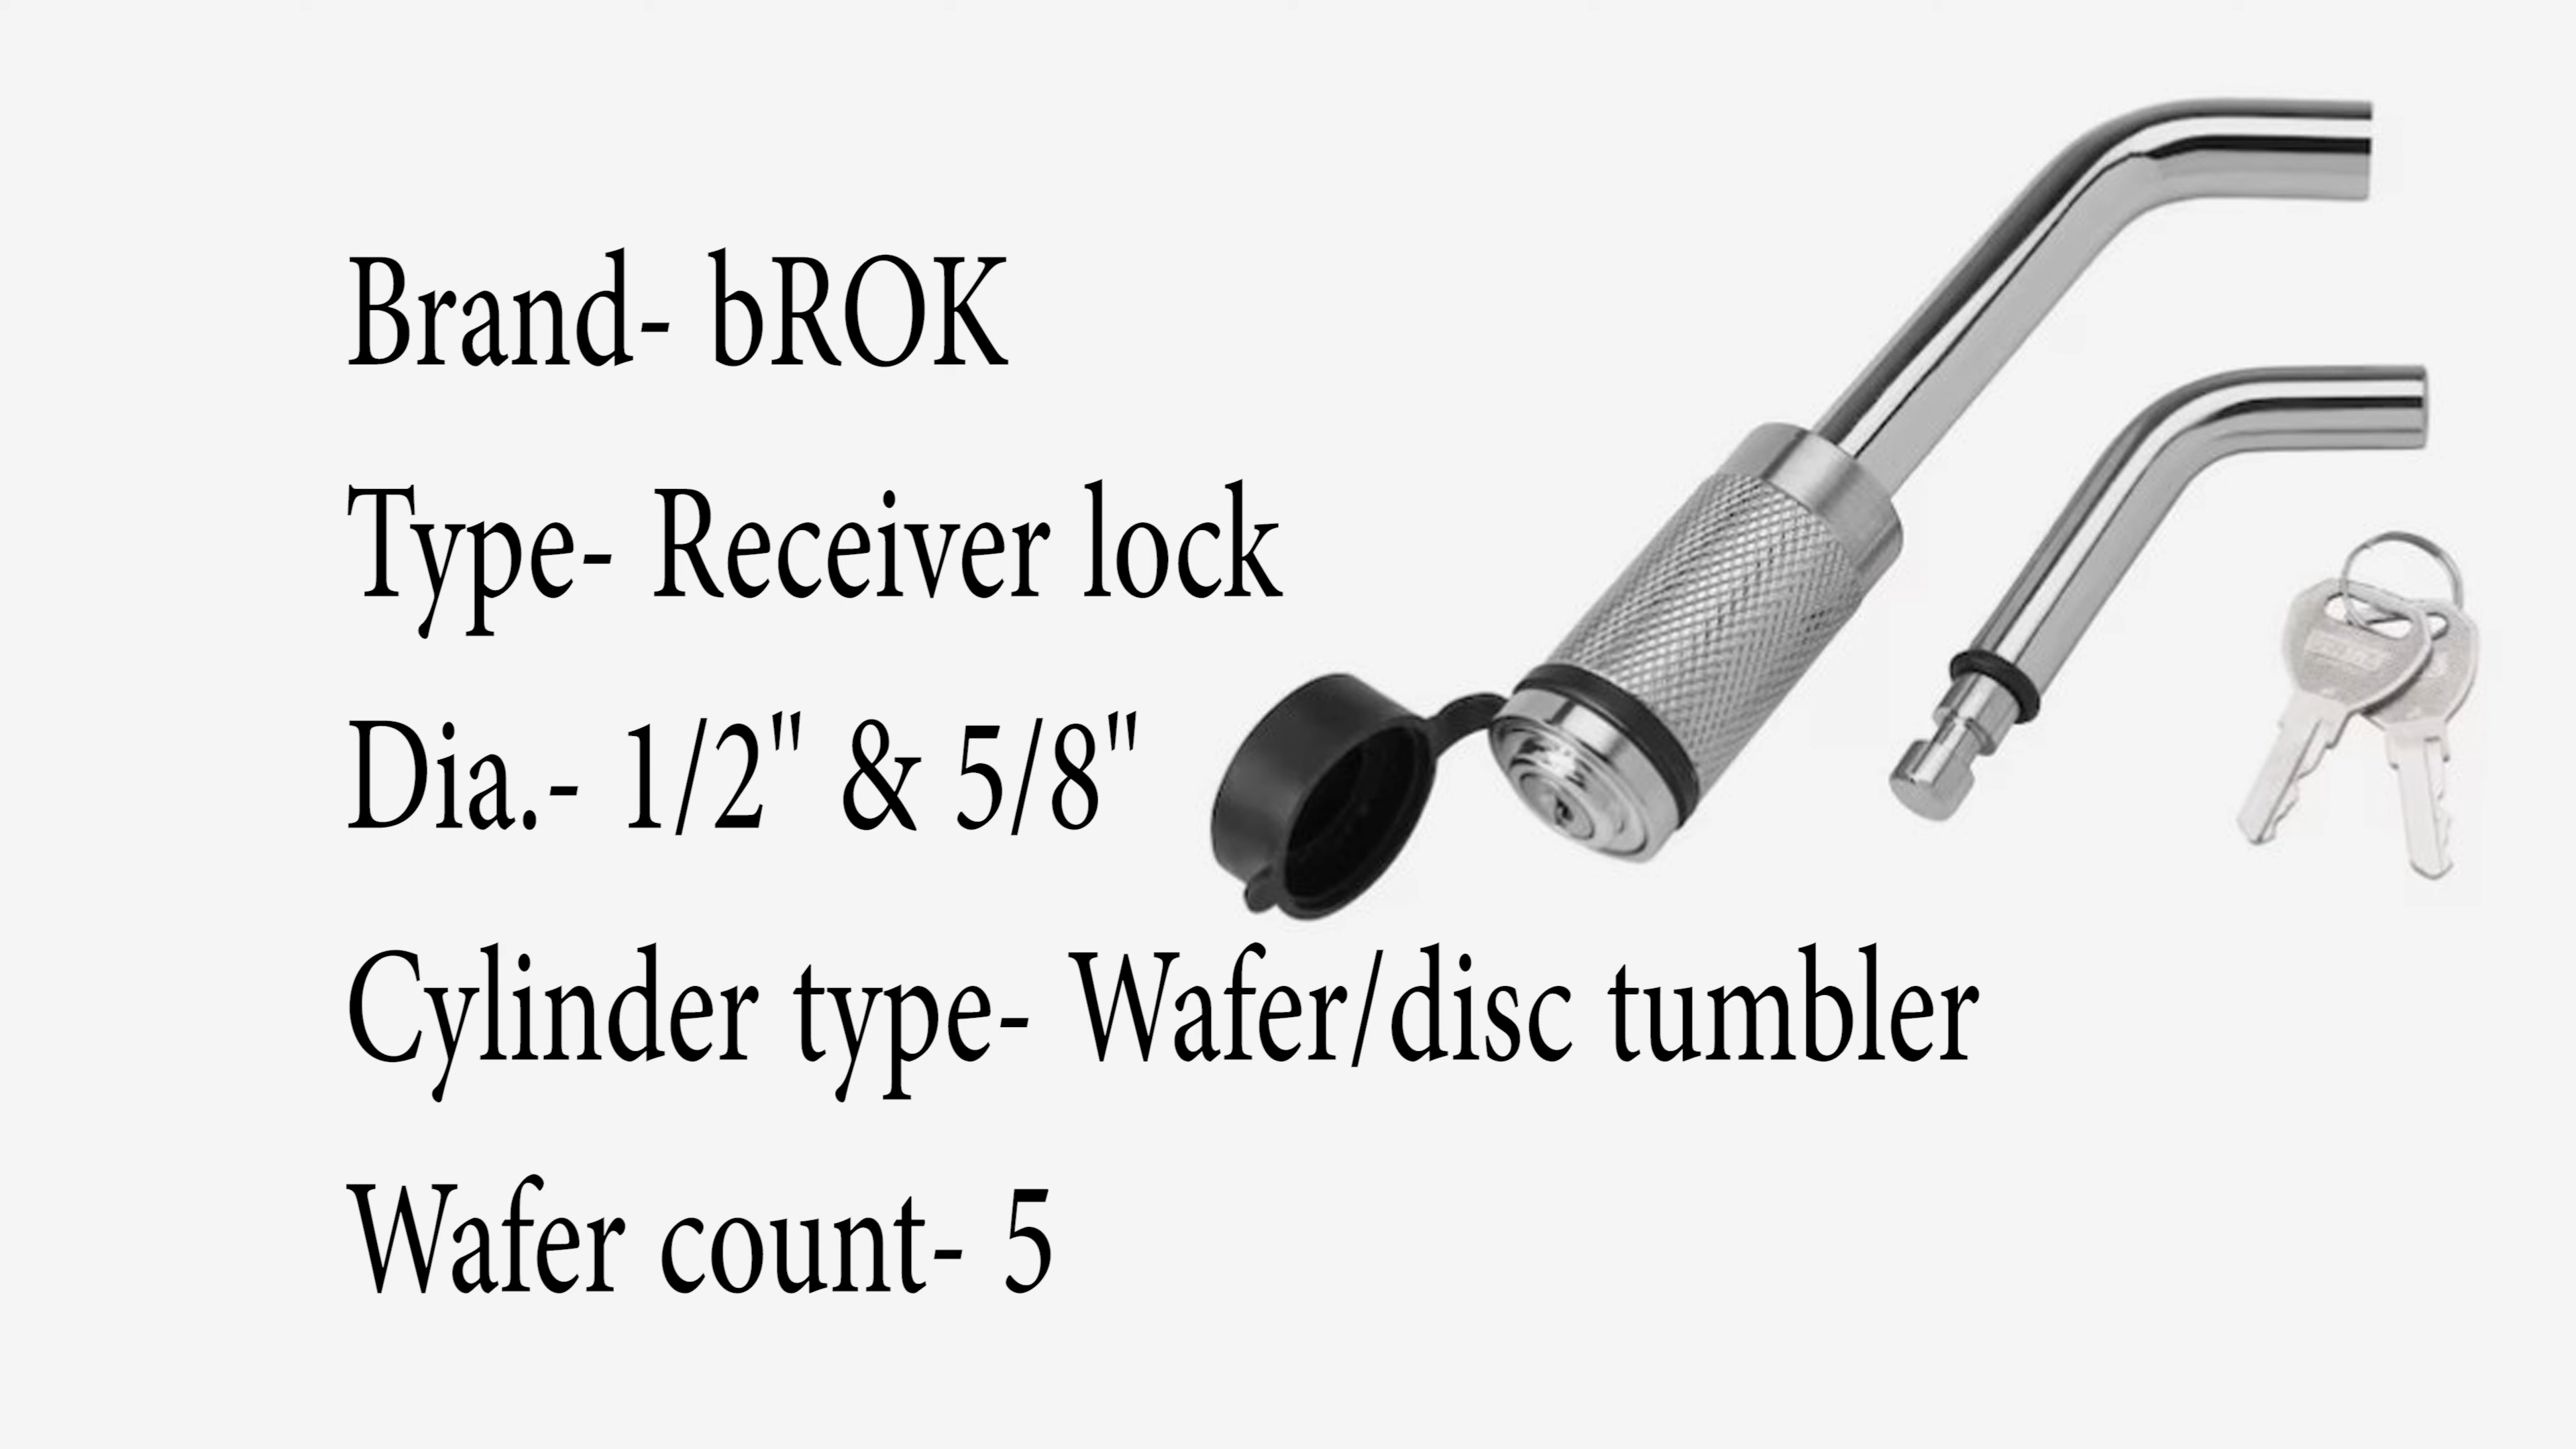 Brand- bROK
Type- Receiver lock
Dia.- 1/2" & 5/8"
Cylinder type- Wafer/disc tumbler
Wafer count- 5